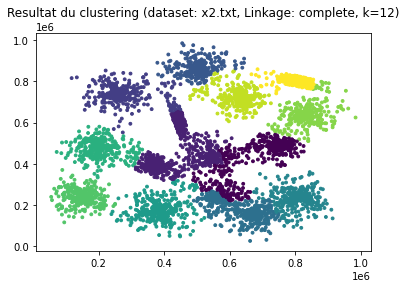 Resultat du clustering (dataset: x2.txt, Linkage: complete, k=12)
1e6
1.0
0.8
0.6
0.4
0.2
0.0
0.2 0.4 0.6 0.8 1.0
1e6